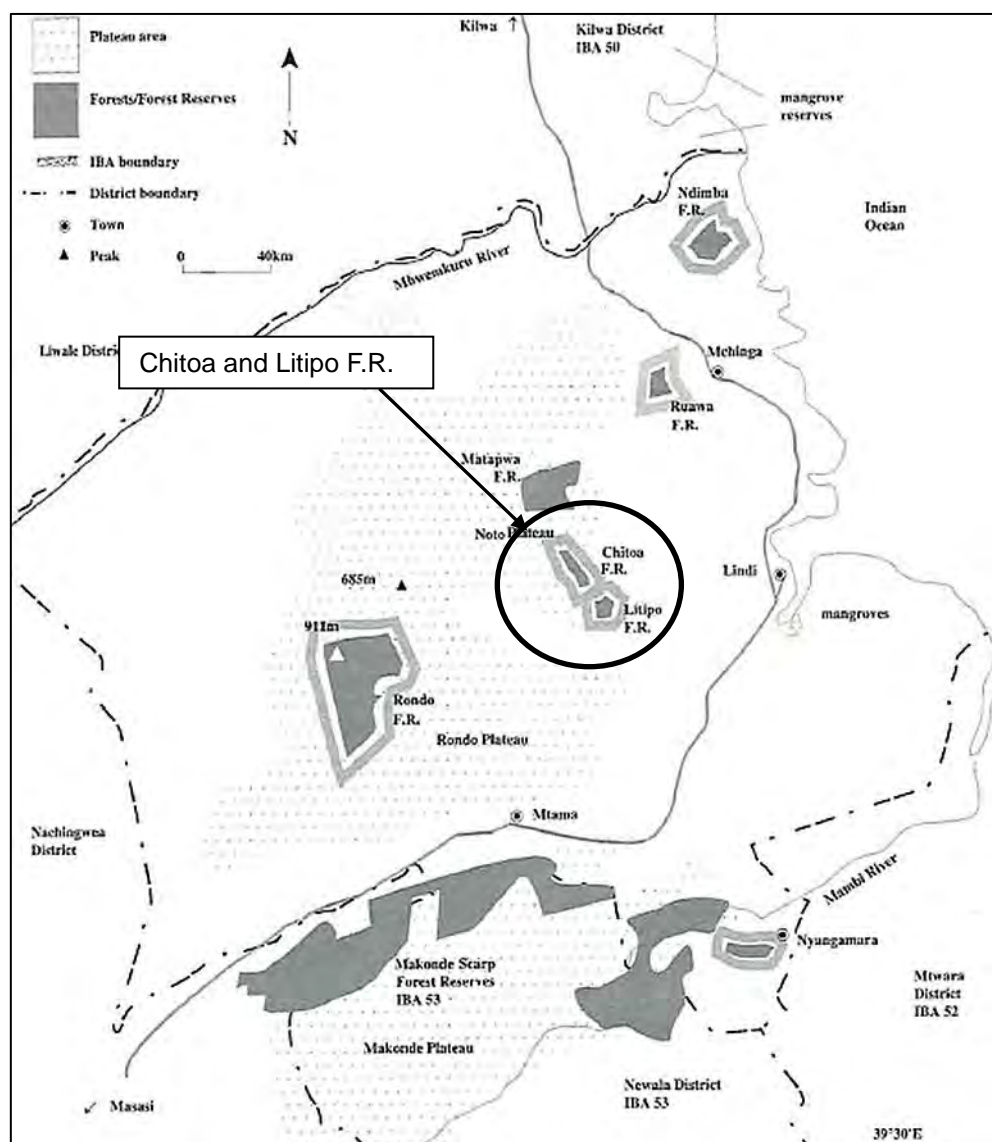 Plateau area
Forests/Forest Reserves
IBA boundary
District boundary
Town
Peak
0 40km
N
Kilwa
Kilwa District
IBA 50
mangrove
reserves
Ndimba
F.R.
Indian
Ocean
Mbwemkuru River
Liwale District
Chitoa and Litipo F.R.
Mchinga
Ruawa
F.R.
Matapwa
F.R.
Noto Plateau
Chitoa
F.R.
Lindi
Litipo
F.R.
mangroves
685m
911m
Rondo
F.R.
Rondo Plateau
Mtama
Nachingwea
District
Mambi River
Nyangamara
Makonde Scarp
Forest Reserves
IBA 53
Mtwara
District
IBA 52
Makonde Plateau
Newala District
IBA 53
Masasi
39°30'E